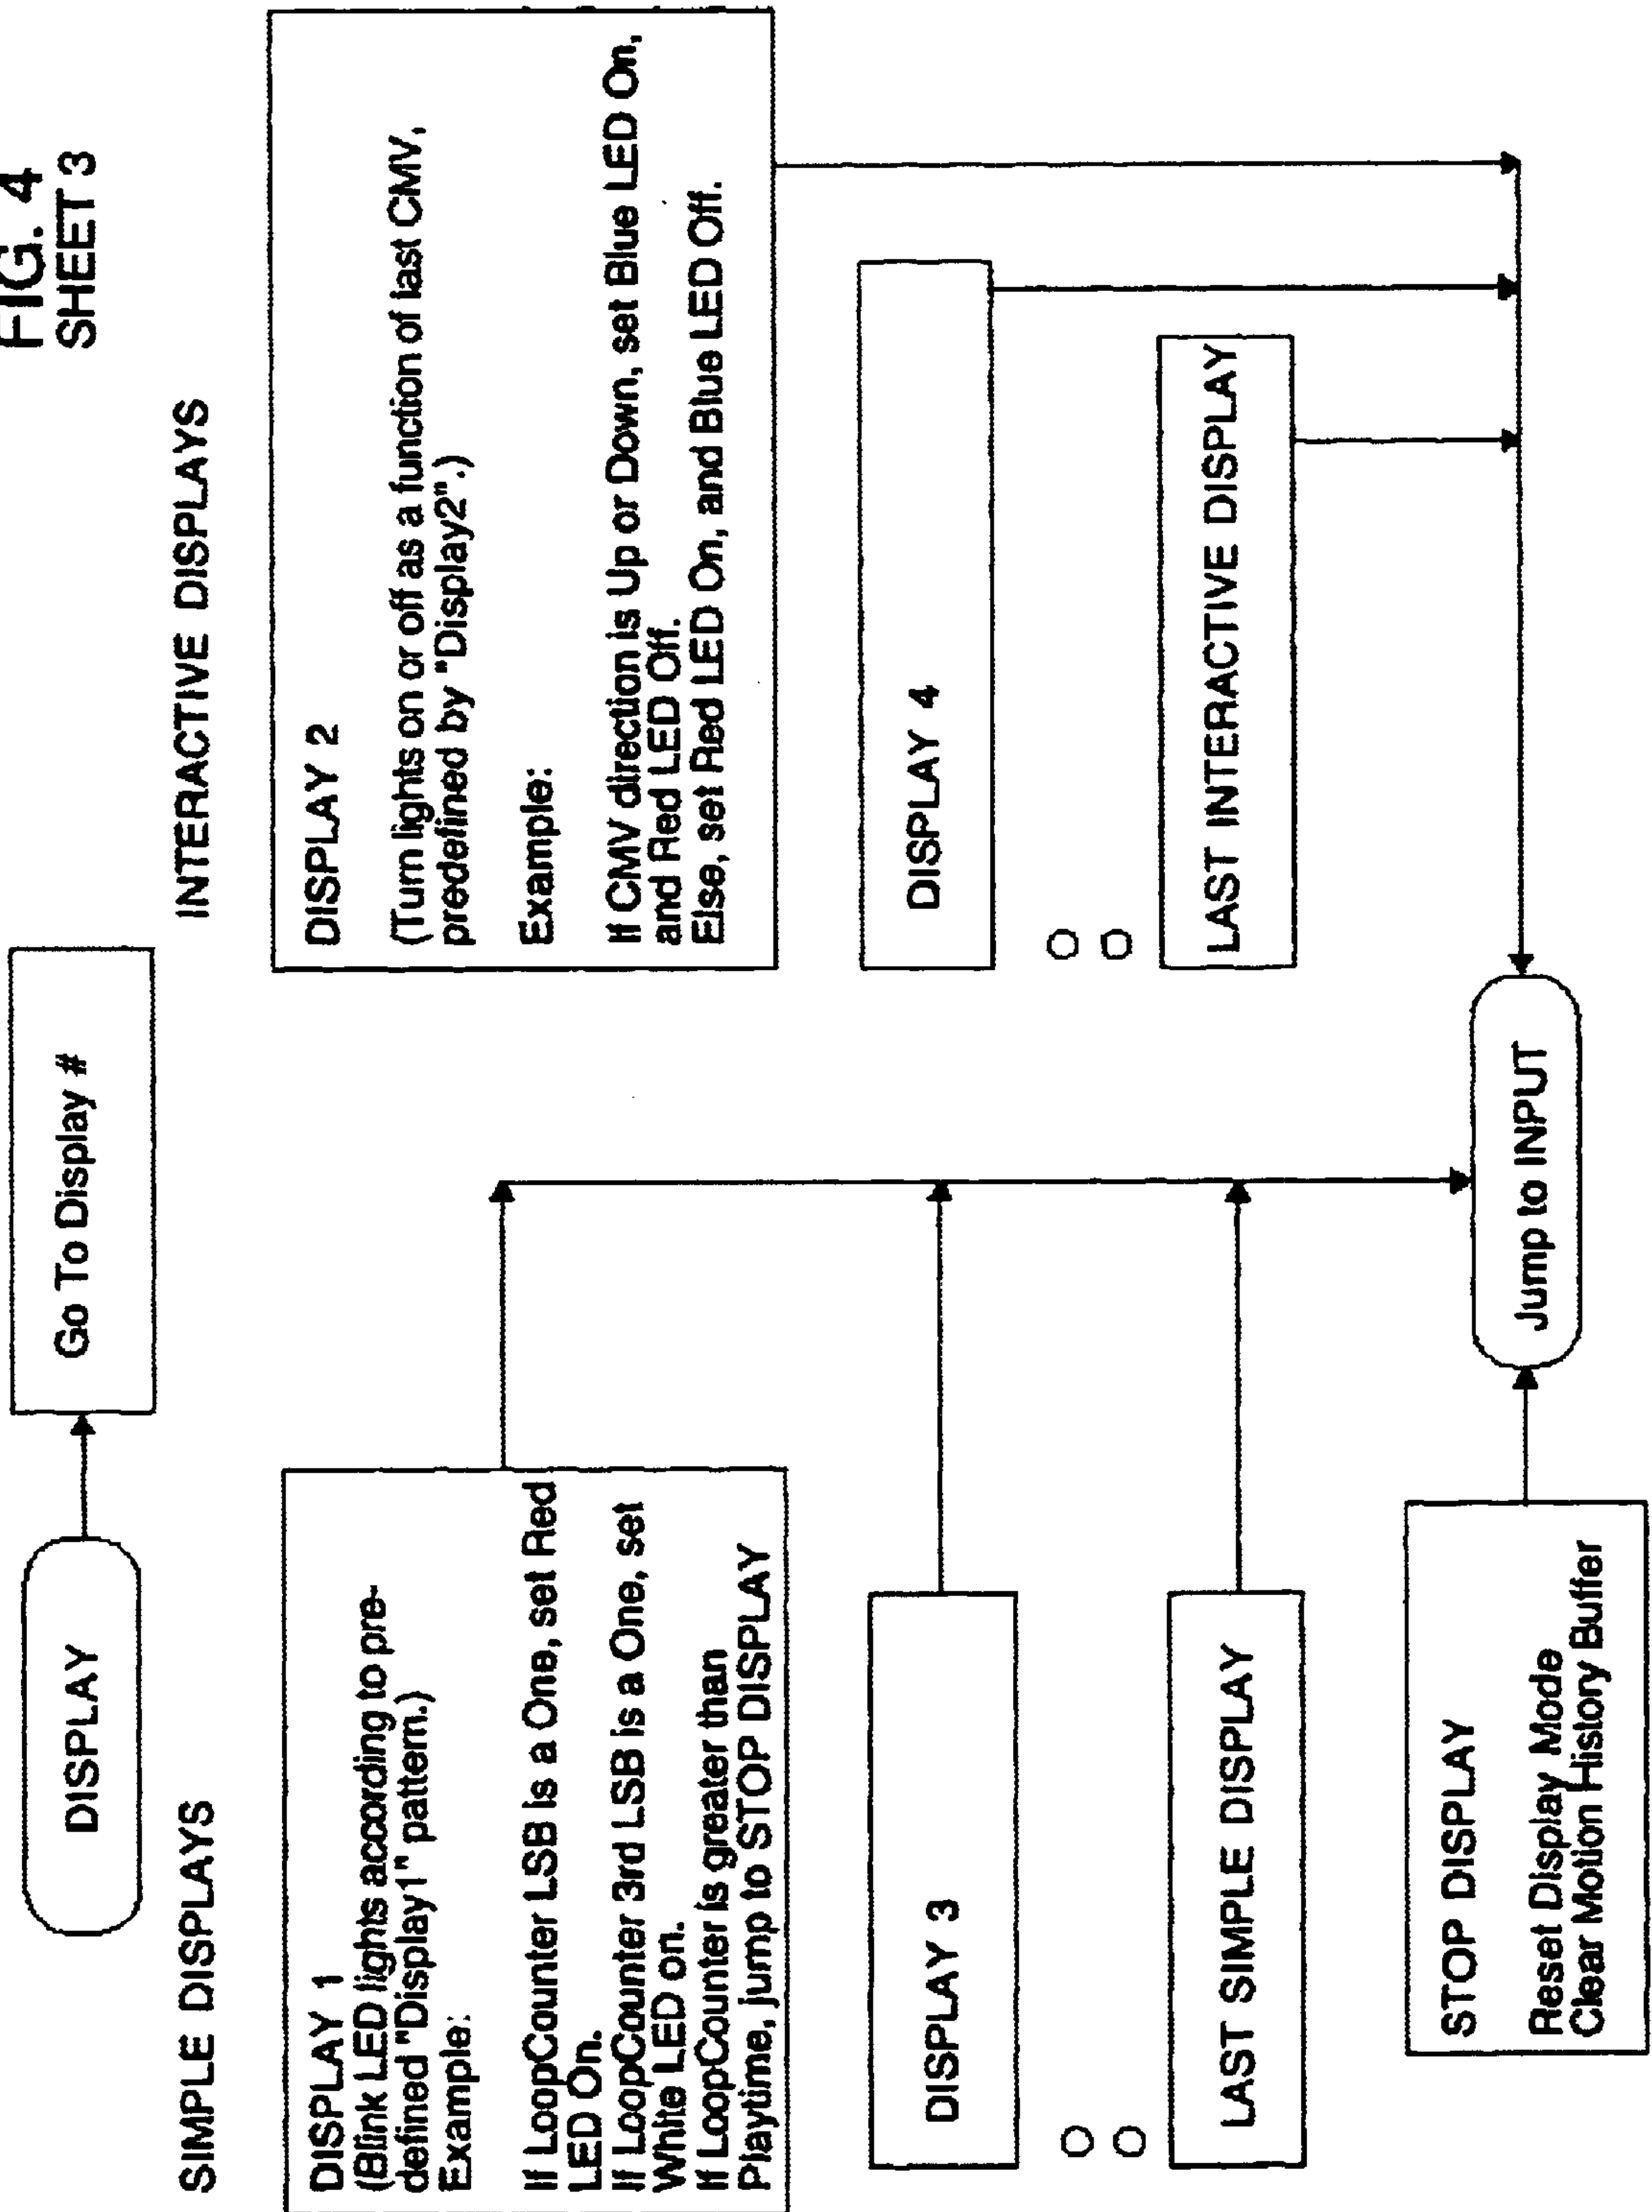 FIG. 4
SHEET 3
DISPLAY
Go To Display #
SIMPLE DISPLAYS
DISPLAY 1
(Blink LED lights according to pre-
defined "Display1" pattern.)
Example:
If LoopCounter LSB is a One, set Red
LED On.
If LoopCounter 3rd LSB is a One, set
White LED on.
If LoopCounter is greater than
Playtime, jump to STOP DISPLAY
DISPLAY 3
LAST SIMPLE DISPLAY
STOP DISPLAY
Reset Display Mode
Clear Motion History Buffer
INTERACTIVE DISPLAYS
DISPLAY 2
(Turn lights on or off as a function of last CMV,
predefined by "Display2".)
Example:
If CMV direction is Up or Down, set Blue LED On,
and Red LED Off.
Else, set Red LED On, and Blue LED Off.
DISPLAY 4
LAST INTERACTIVE DISPLAY
Jump to INPUT